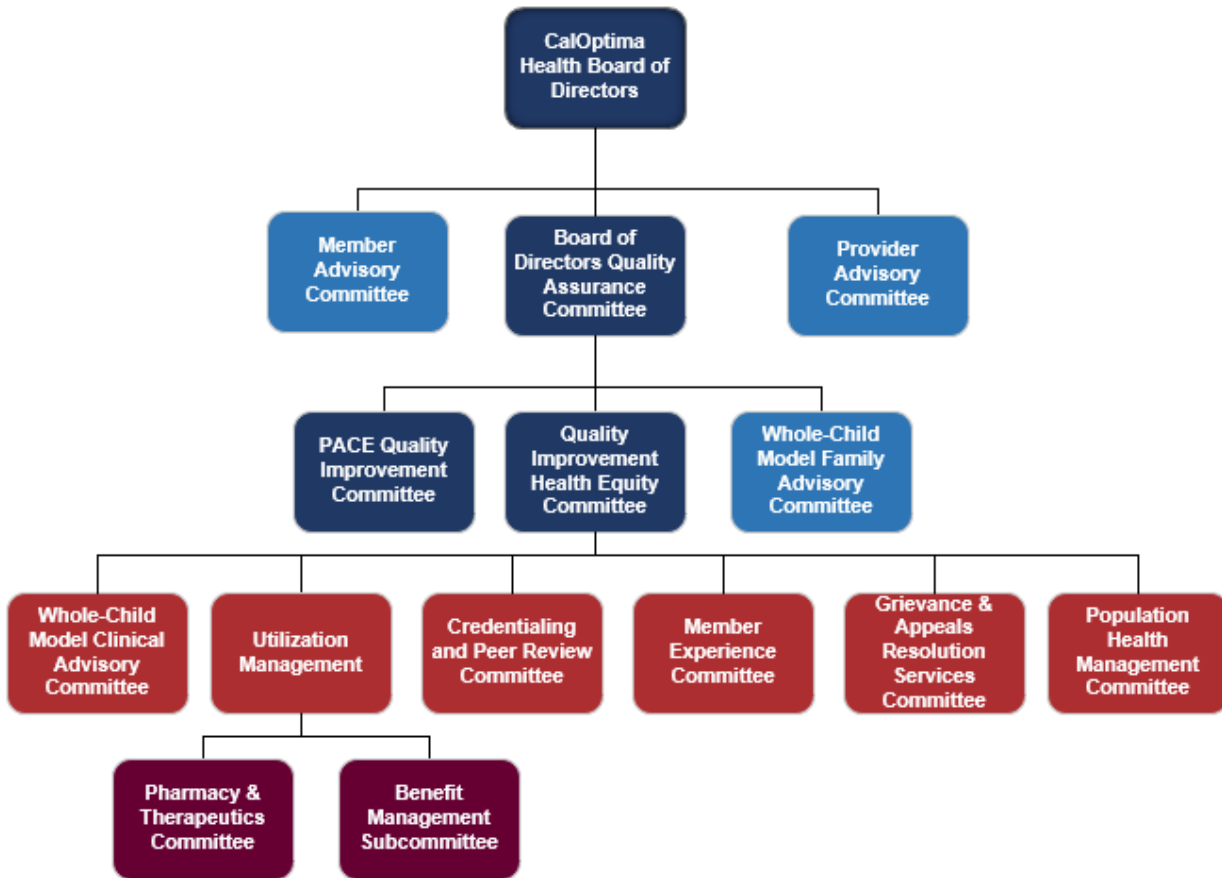 CalOptima
Health Board of
Directors
Member
Advisory
Committee
Board of
Directors Quality
Assurance
Committee
Provider
Advisory
Committee
PACE Quality
Improvement
Committee
Quality
Improvement
Health Equity
Committee
Whole-Child
Model Family
Advisory
Committee
Whole-Child
Model Clinical
Advisory
Committee
Utilization
Management
Credentialing
and Peer Review
Committee
Member
Experience
Committee
Grievance &
Appeals
Resolution
Services
Committee
Population
Health
Management
Committee
Pharmacy &
Therapeutics
Committee
Benefit
Management
Subcommittee